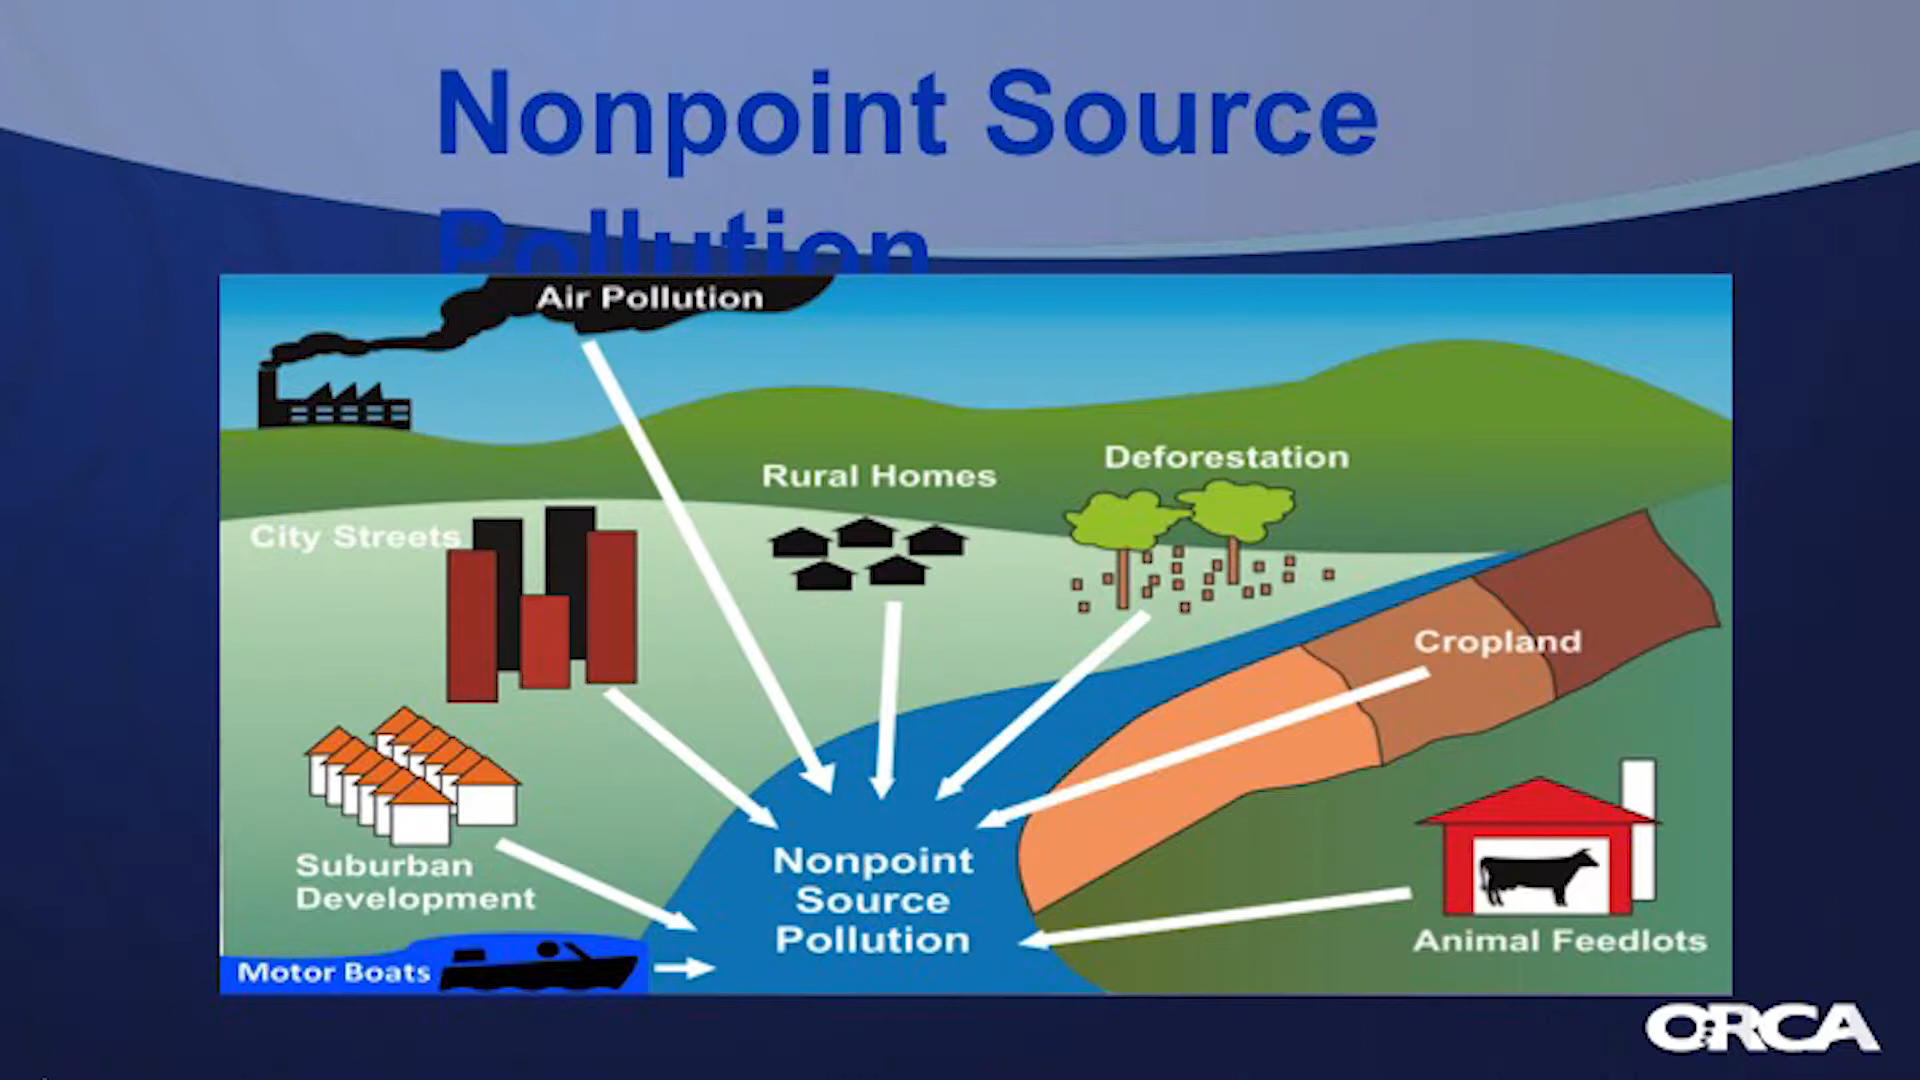 Nonpoint Source
Pollution
Air Pollution
Deforestation
Rural Homes
City Streets
Cropland
Suburban
Development
Nonpoint
Source
Pollution
Animal Feedlots
Motor Boats
ORCA